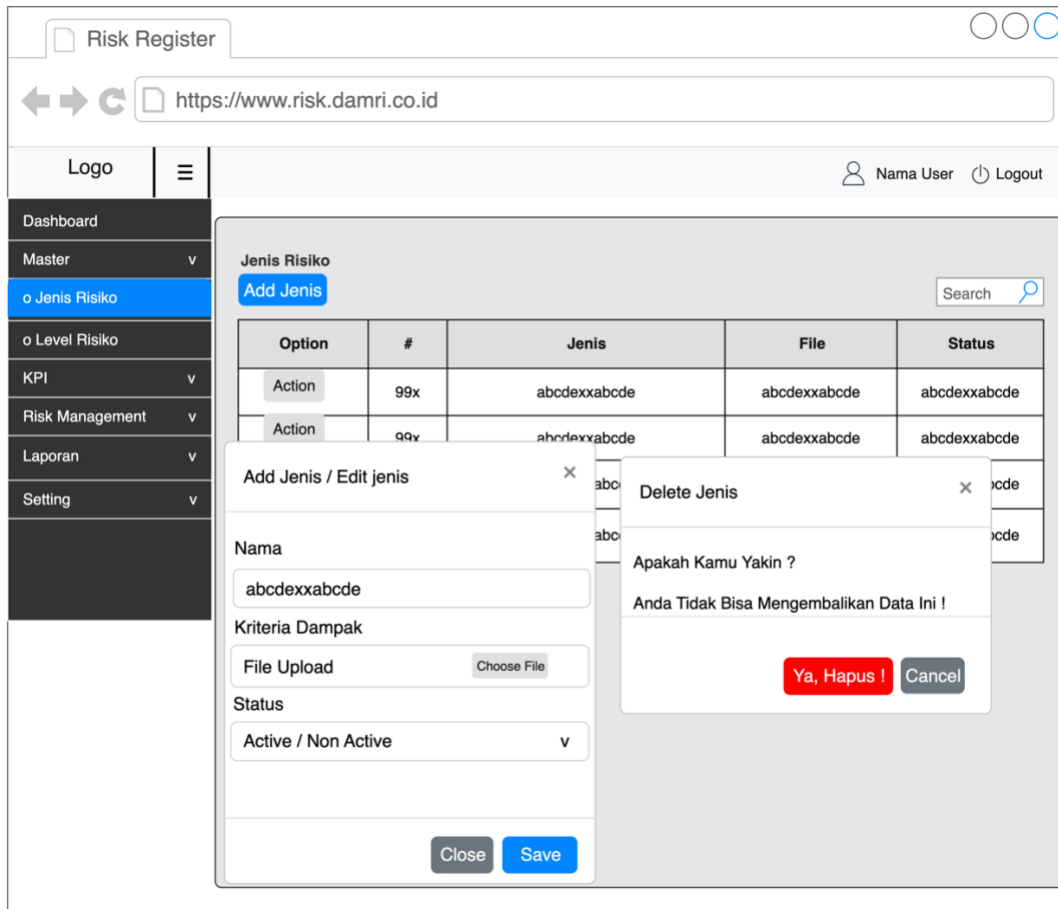 Risk Register
https://www.risk.damri.co.id
Logo
Nama User
Logout
Dashboard
Master v
o Jenis Risiko
o Level Risiko
KPI v
Risk Management v
Laporan v
Setting v
Jenis Risiko
Add Jenis
Search
Option # Jenis File Status
Action 99x abcdexxabcde abcdexxabcde abcdexxabcde
Action 99x abcdexxabcde abcdexxabcde abcdexxabcde
Add Jenis / Edit jenis ×
Nama
abcdexxabcde
Kriteria Dampak
File Upload Choose File
Status
Active / Non Active v
Close Save
Delete Jenis ×
Apakah Kamu Yakin ?
Anda Tidak Bisa Mengembalikan Data Ini !
Ya, Hapus ! Cancel